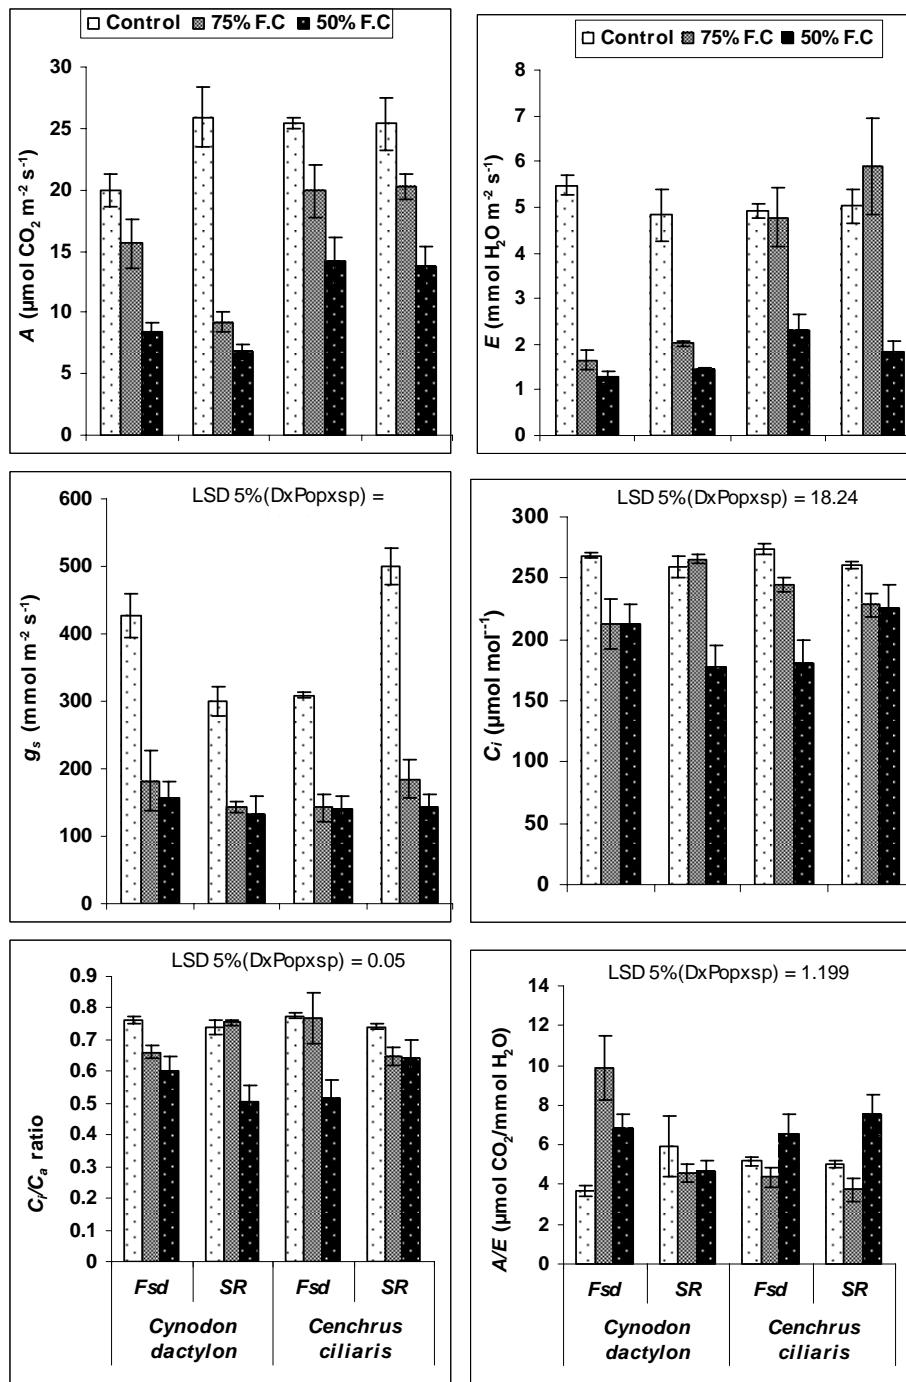 Control 75% F.C 50% F.C
A (µmol CO2 m-2 s-1)
30
25
20
15
10
5
0
Control 75% F.C 50% F.C
E (mmol H2O m-2 s-1)
8
7
6
5
4
3
2
1
0
LSD 5%(DxPopxsp) =
gs (mmol m-2 s-1)
600
500
400
300
200
100
0
LSD 5%(DxPopxsp) = 18.24
Ci (µmol mol-1)
300
250
200
150
100
50
0
LSD 5%(DxPopxsp) = 0.05
Ci/Ca ratio
0.9
0.8
0.7
0.6
0.5
0.4
0.3
0.2
0.1
0
Fsd SR Fsd SR
Cynodon dactylon
Cenchrus ciliaris
LSD 5%(DxPopxsp) = 1.199
A/E (µmol CO2/mmol H2O)
14
12
10
8
6
4
2
0
Fsd SR Fsd SR
Cynodon dactylon
Cenchrus ciliaris